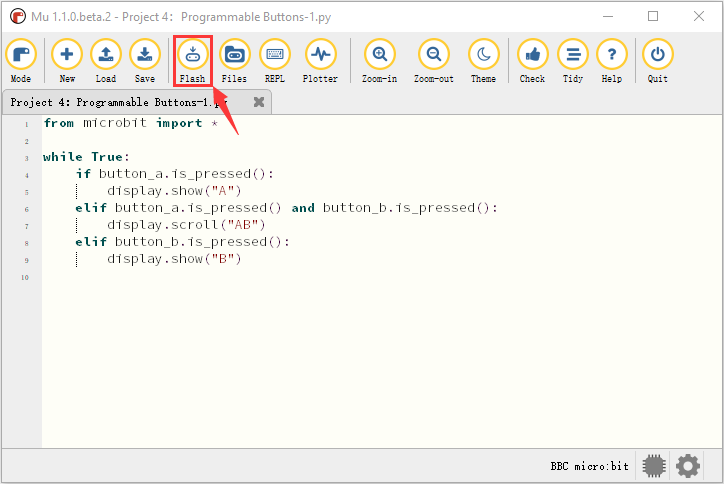 Mu 1.1.0.beta.2 - Project 4: Programmable Buttons-1.py
Mode New Load Save Flash Files REPL Plotter Zoom-in Zoom-out Theme Check Tidy Help Quit
Project 4: Programmable Buttons-1.py
1 from microbit import *
2
3 while True:
4 if button_a.is_pressed():
5 display.show("A")
6 elif button_a.is_pressed() and button_b.is_pressed():
7 display.scroll("AB")
8 elif button_b.is_pressed():
9 display.show("B")
10
BBC micro:bit